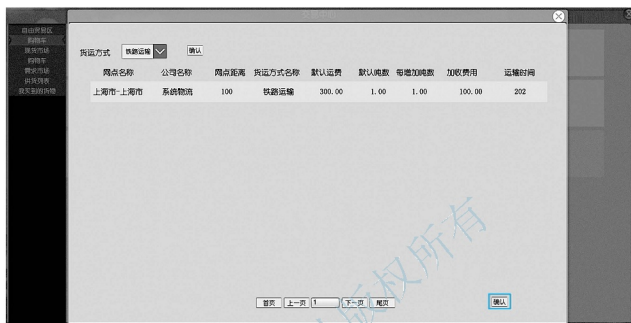 自由贸易区
购物车
现货市场
购物车
需求市场
供货列表
我买到的货物
货运方式 铁路运输 确认
网点名称 公司名称 网点距离 货运方式名称 默认运费 默认吨数 每增加吨数 加收费用 运输时间
上海市-上海市 系统物流 100 铁路运输 300.00 1.00 1.00 100.00 202
版权所有
首页 上一页 1 下一页 尾页 确认